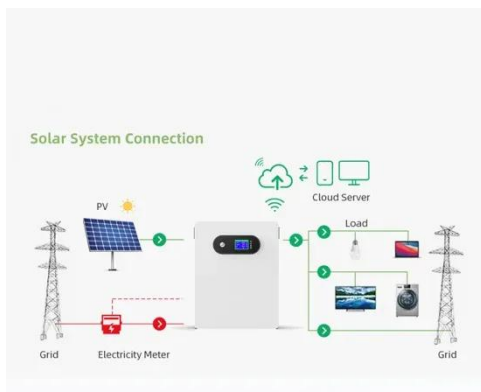 Solar System Connection
Cloud Server
PV
Load
Grid
Electricity Meter
Grid